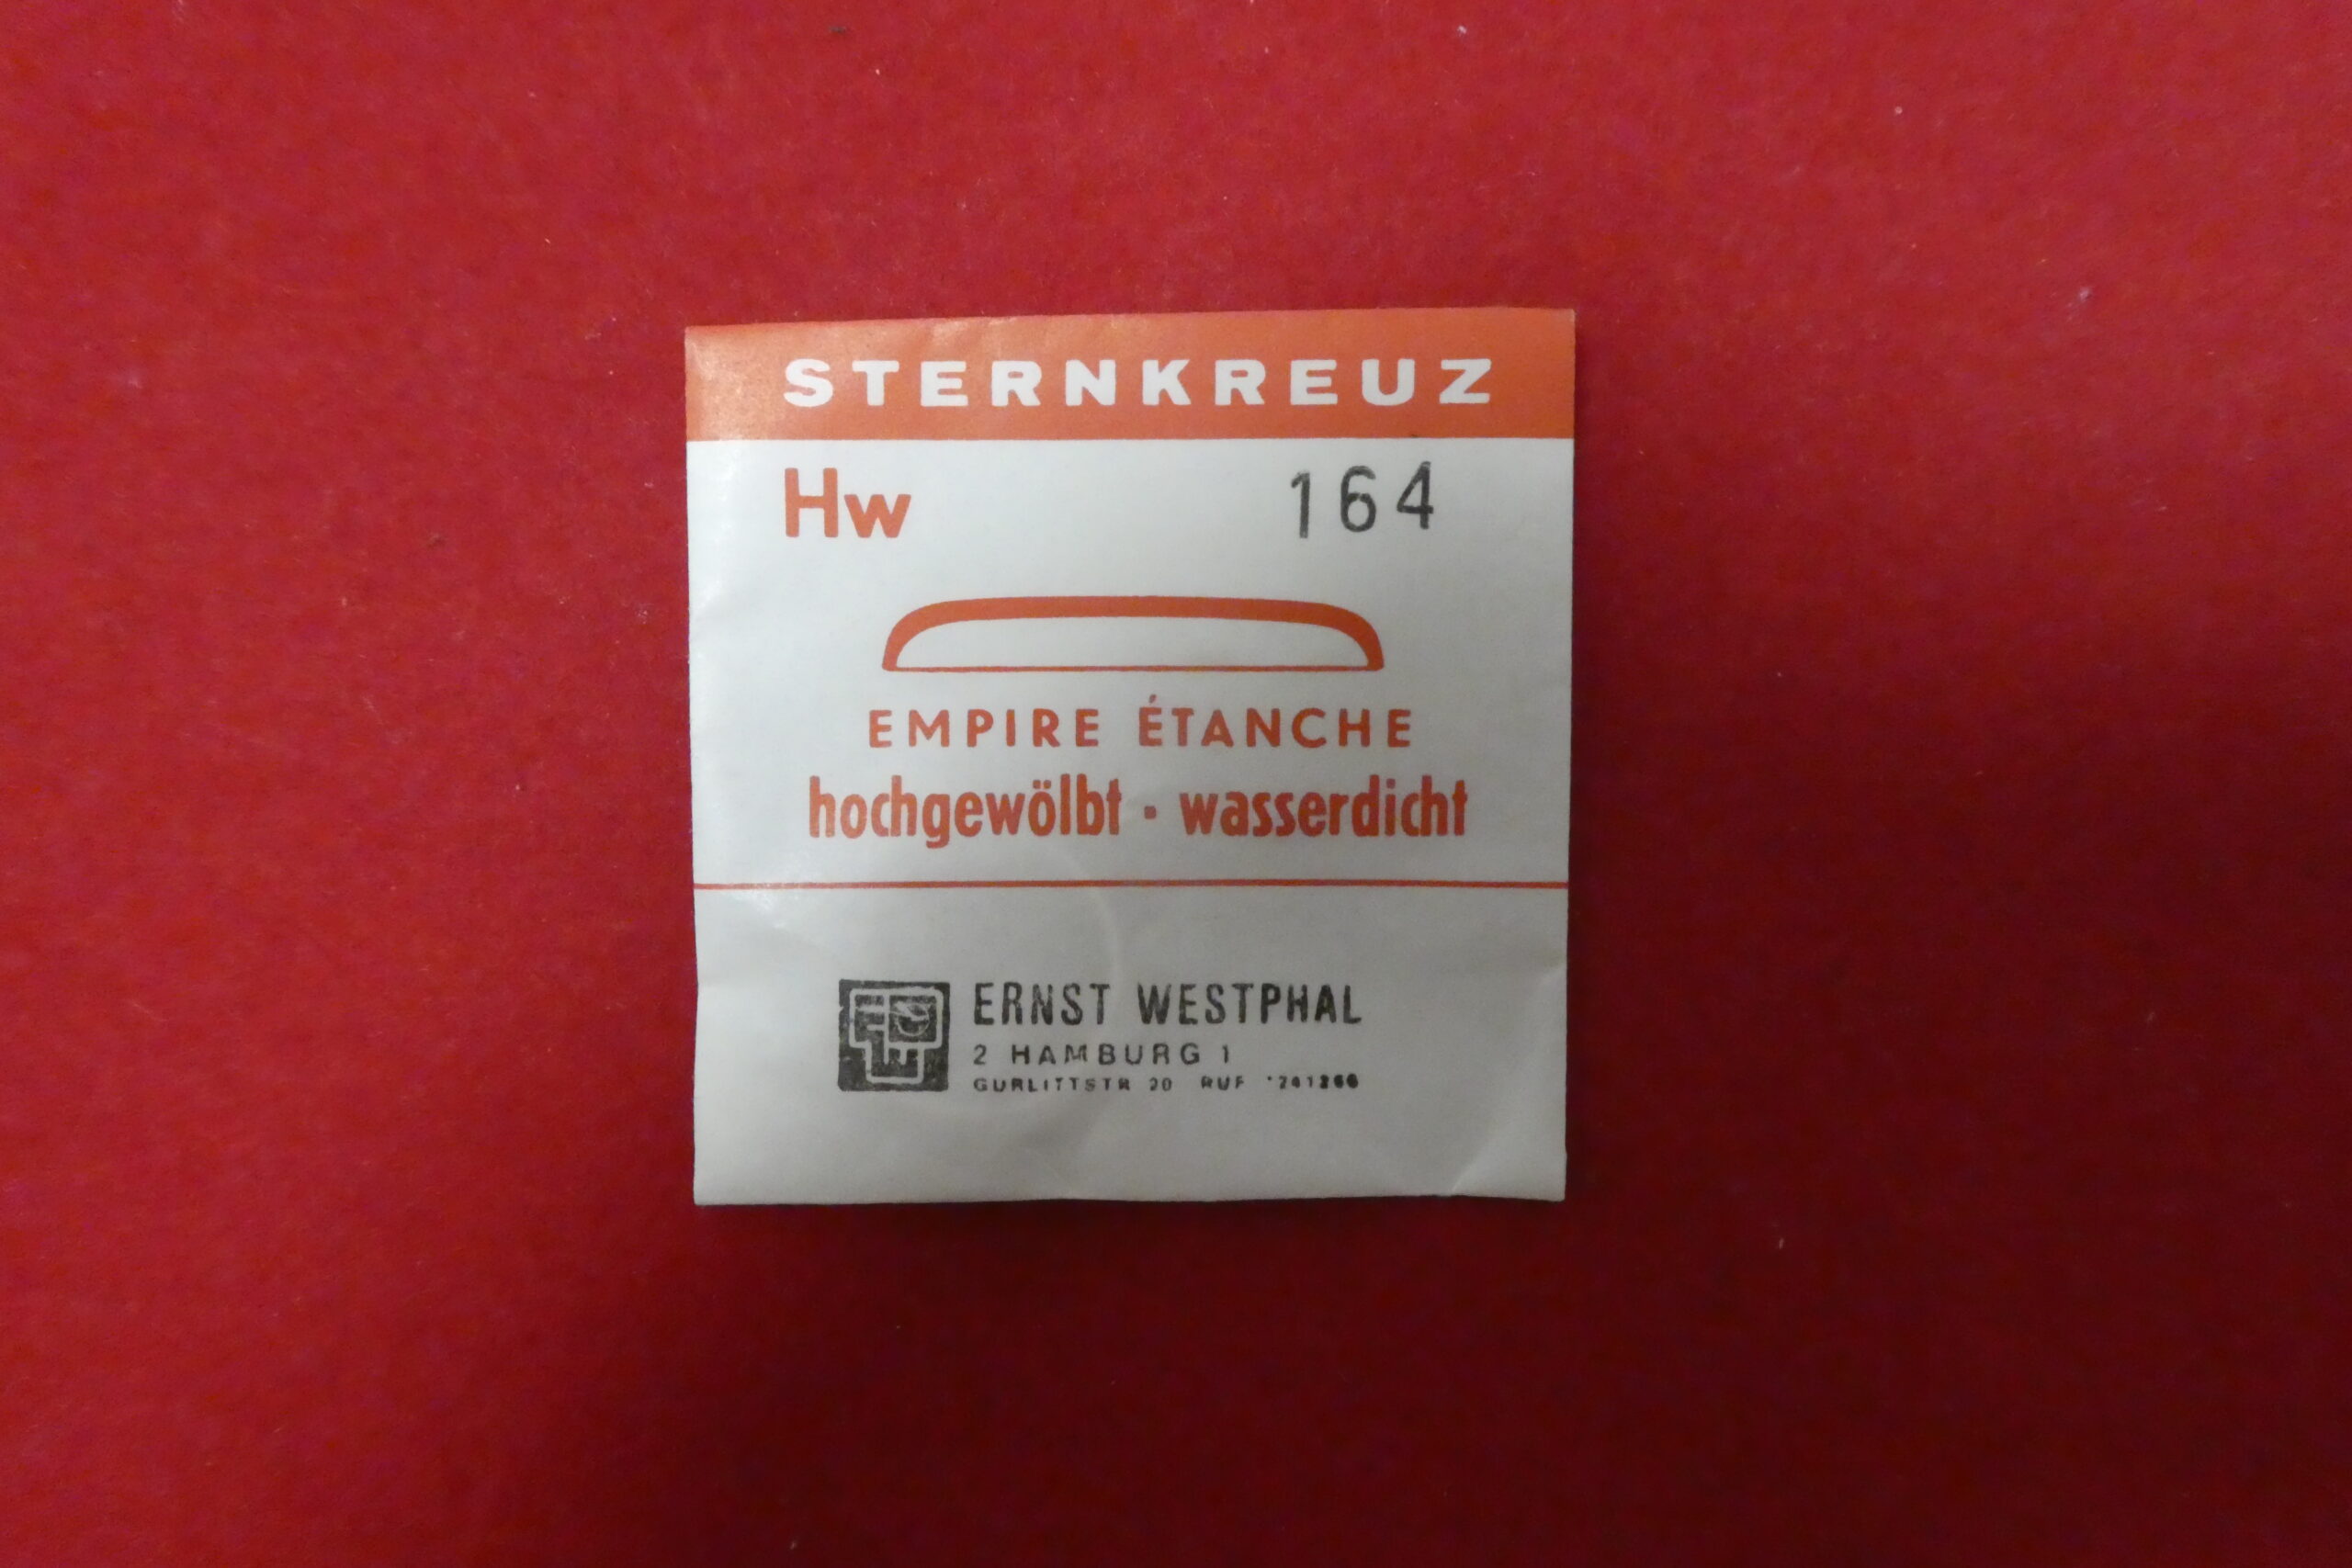 STERNKREUZ
Hw 164
EMPIRE ÉTANCHE
hochgewölbt · wasserdicht
ERNST WESTPHAL
2 HAMBURG 1
GURLITTSTR 20 RUF